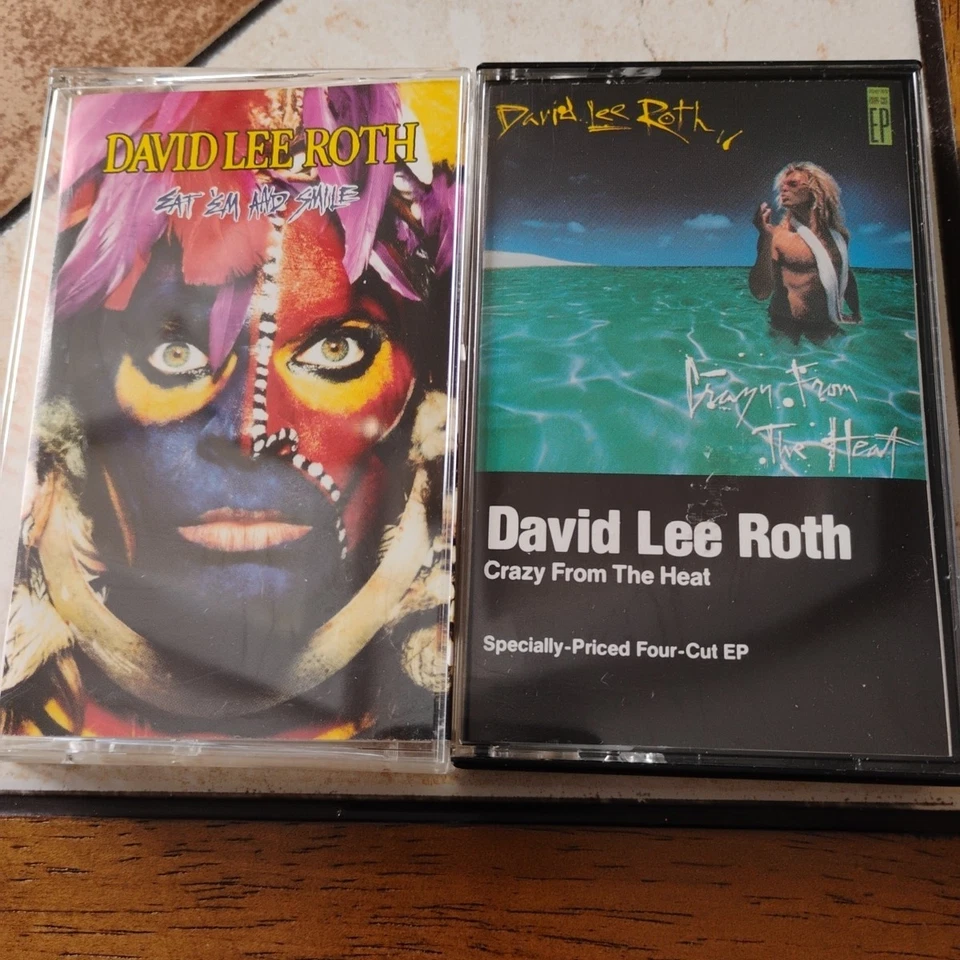 DAVID LEE ROTH
EAT 'EM AND SMILE
David Lee Roth
EP
Crazy From
The Heat
David Lee Roth
Crazy From The Heat
Specially-Priced Four-Cut EP